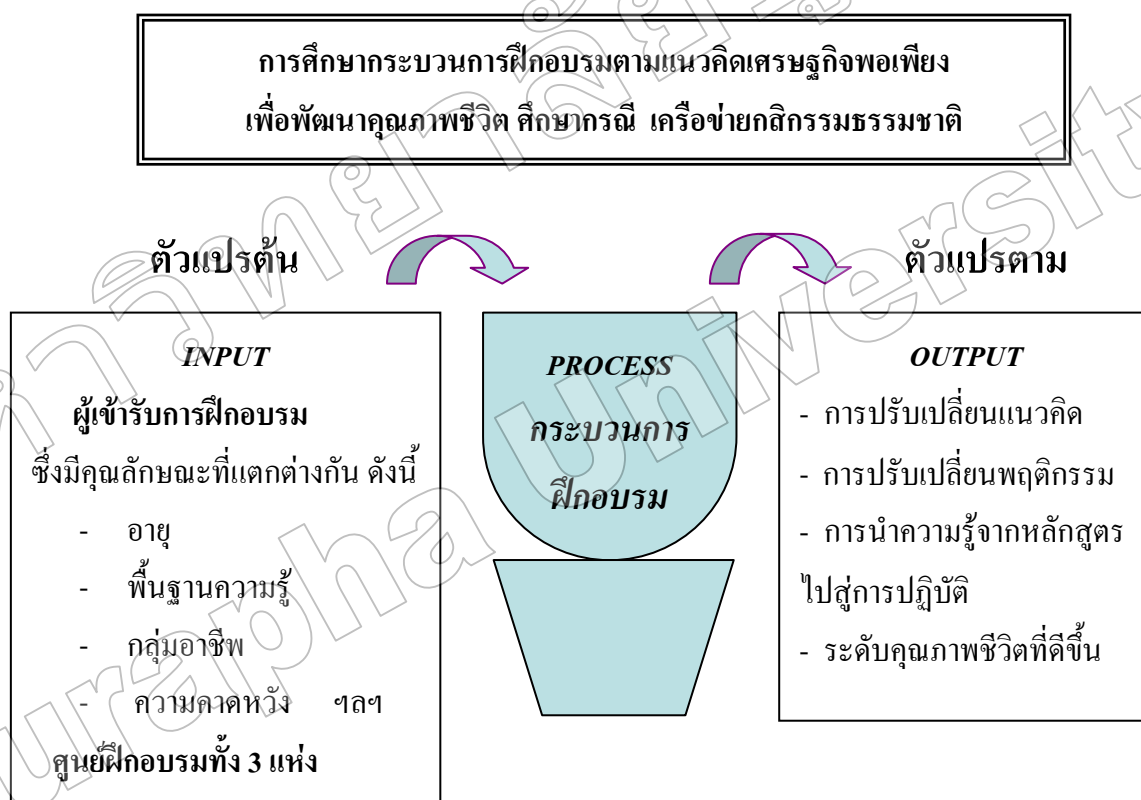 การศึกษากระบวนการฝึกอบรมตามแนวคิดเศรษฐกิจพอเพียง
เพื่อพัฒนาคุณภาพชีวิต ศึกษากรณี เครือข่ายกสิกรรมธรรมชาติ
ตัวแปรต้น
ตัวแปรตาม
INPUT
ผู้เข้ารับการฝึกอบรม
ซึ่งมีคุณลักษณะที่แตกต่างกัน ดังนี้
- อายุ
- พื้นฐานความรู้
- กลุ่มอาชีพ
- ความคาดหวัง ฯลฯ
ศูนย์ฝึกอบรมทั้ง 3 แห่ง
PROCESS
กระบวนการ
ฝึกอบรม
OUTPUT
- การปรับเปลี่ยนแนวคิด
- การปรับเปลี่ยนพฤติกรรม
- การนำความรู้จากหลักสูตร
ไปสู่การปฏิบัติ
- ระดับคุณภาพชีวิตที่ดีขึ้น
urapha University